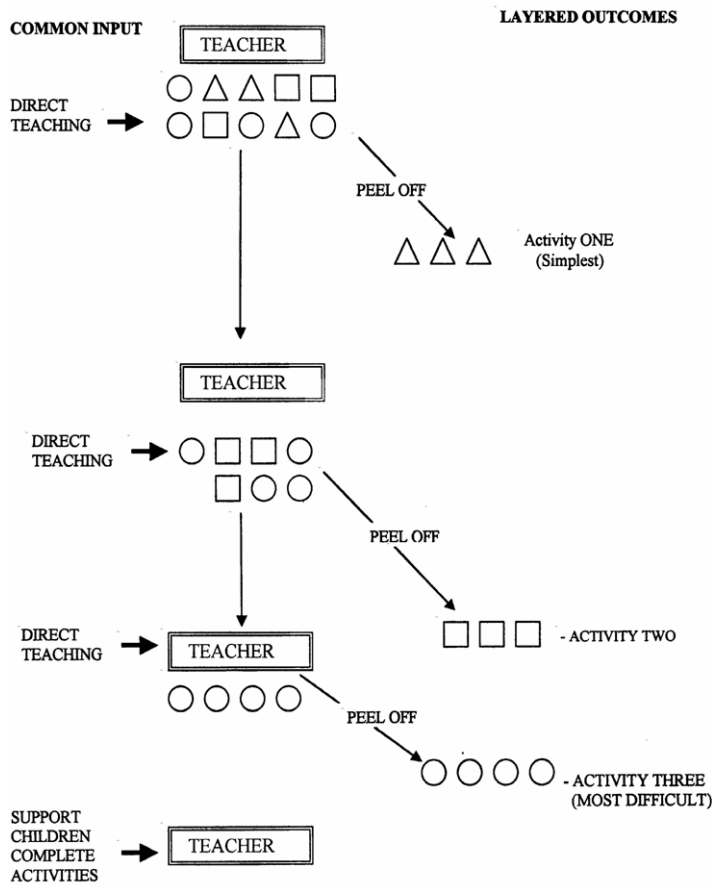 COMMON INPUT
LAYERED OUTCOMES
TEACHER
DIRECT
TEACHING
PEEL OFF
Activity ONE
(Simplest)
TEACHER
DIRECT
TEACHING
PEEL OFF
- ACTIVITY TWO
DIRECT
TEACHING
TEACHER
PEEL OFF
- ACTIVITY THREE
(MOST DIFFICULT)
SUPPORT
CHILDREN
COMPLETE
ACTIVITIES
TEACHER